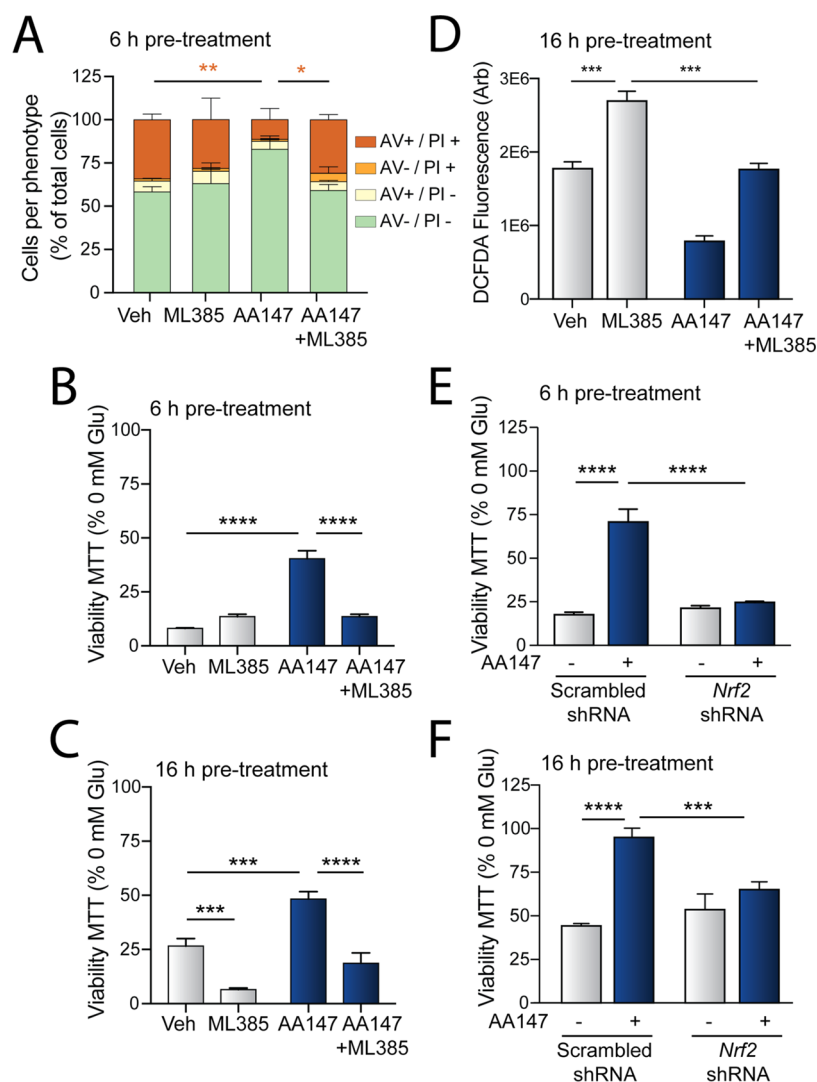 A
6 h pre-treatment
** *
Cells per phenotype
(% of total cells)
125
100
75
50
25
0
Veh ML385 AA147 AA147
+ML385
AV+ / PI +
AV- / PI +
AV+ / PI -
AV- / PI -
B
6 h pre-treatment
Viability MTT (% 0 mM Glu)
100
75
50
25
0
**** ****
Veh ML385 AA147 AA147
+ML385
C
16 h pre-treatment
Viability MTT (% 0 mM Glu)
100
75
50
25
0
*** ****
***
Veh ML385 AA147 AA147
+ML385
D
16 h pre-treatment
DCFDA Fluorescence (Arb)
3E6
2E6
1E6
0
*** ***
Veh ML385 AA147 AA147
+ML385
E
6 h pre-treatment
Viability MTT (% 0 mM Glu)
125
100
75
50
25
0
**** ****
AA147 - + - +
Scrambled Nrf2
shRNA shRNA
F
16 h pre-treatment
Viability MTT (% 0 mM Glu)
125
100
75
50
25
0
**** ***
AA147 - + - +
Scrambled Nrf2
shRNA shRNA